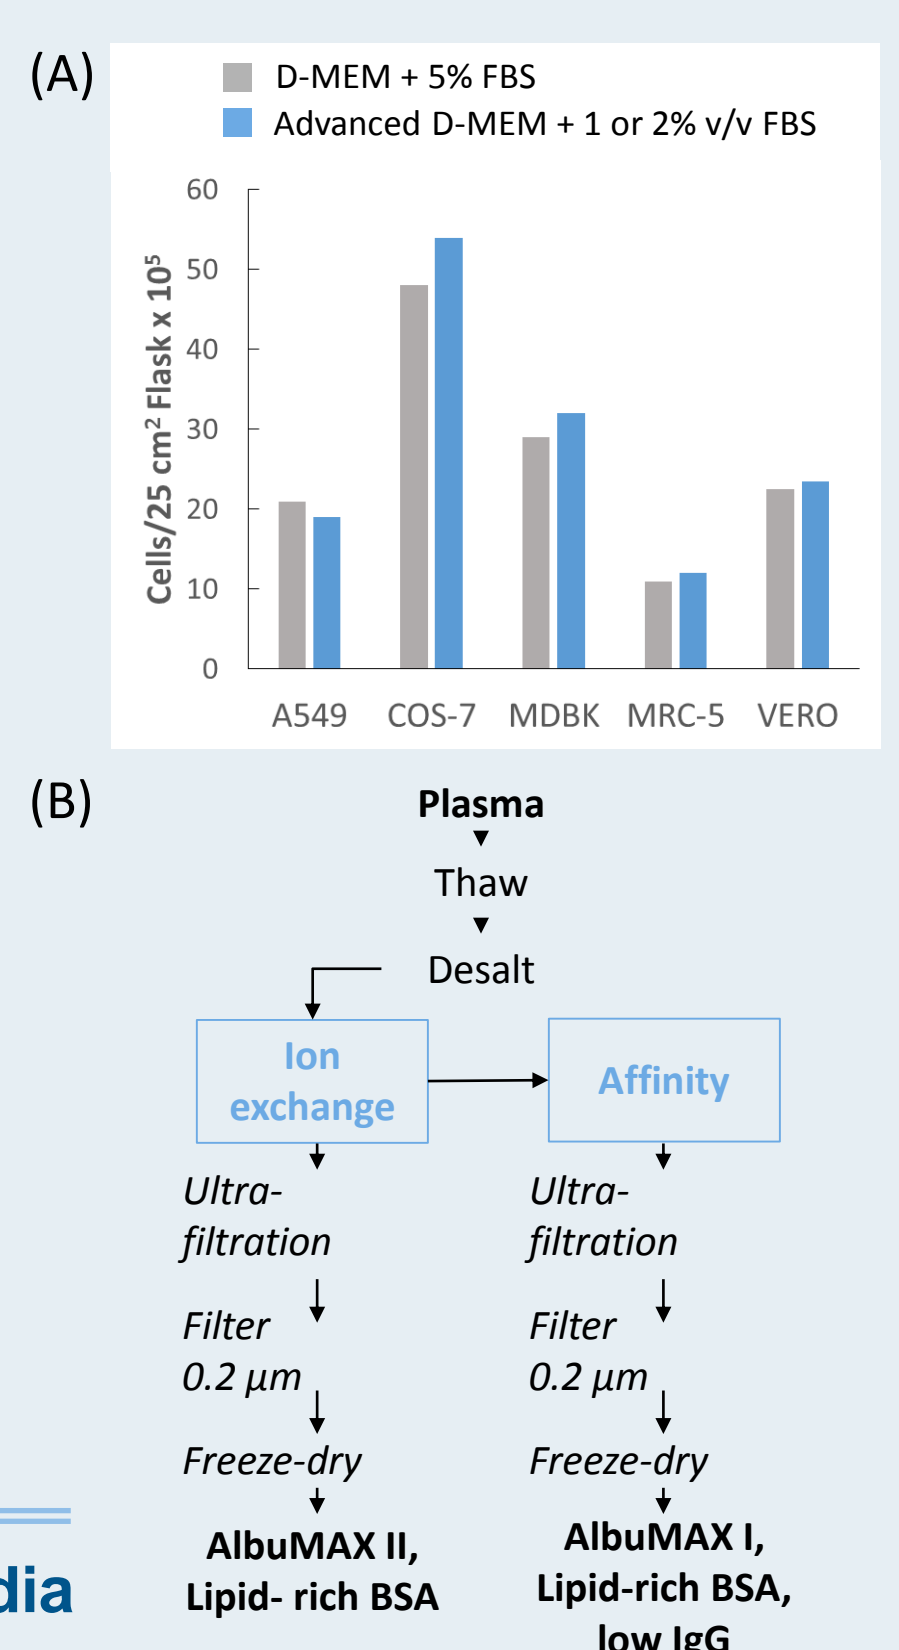 (A)
D-MEM + 5% FBS
Advanced D-MEM + 1 or 2% v/v FBS
Cells/25 cm² Flask x 10⁵
60
50
40
30
20
10
0
A549 COS-7 MDBK MRC-5 VERO
(B)
Plasma
Thaw
Desalt
Ion
exchange
Affinity
Ultra-
filtration
Filter
0.2 µm
Freeze-dry
AlbuMAX II,
Lipid- rich BSA
Ultra-
filtration
Filter
0.2 µm
Freeze-dry
AlbuMAX I,
Lipid-rich BSA,
low IgG
dia